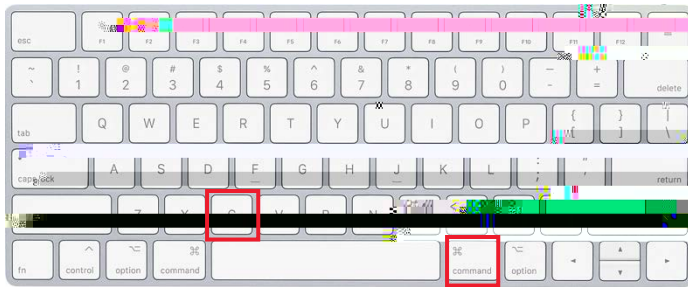 esc F1 F2 F3 F4 F5 F6 F7 F8 F9 F10 F12
~ ! @ # $ % ^ & * ( ) _ +
` 1 2 3 4 5 6 7 8 9 0 - = delete
tab Q W E R T Y U I O P { [ } ] | \
A S D F G H J K L ; return
Z X C V B N <
fn control ^ option ⌥ command ⌘ ⌘ command ⌥ option ◄ ▲ ▼ ►